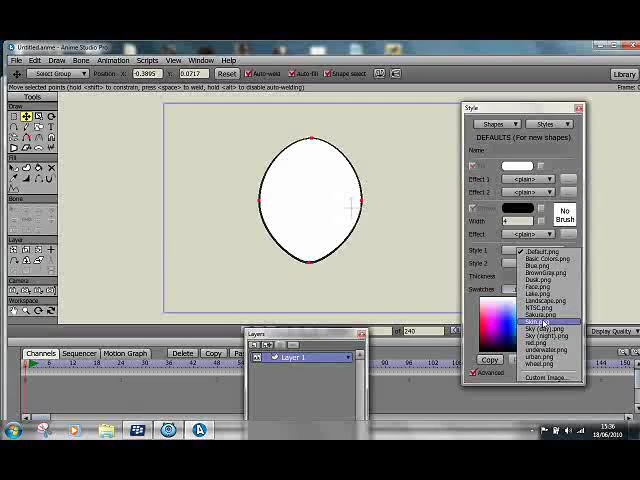 Untitled.anme - Anime Studio Pro
File Edit Draw Bone Animation Scripts View Window Help
Select Group Position X: -0.3895 Y: 0.0717 Reset Auto-weld Auto-fill Shape select Library
Move selected points (hold <shift> to constrain, press <space> to weld, hold <alt> to disable auto-welding)
Tools
Draw
Fill
Bone
Layer
Camera
Workspace
Style
Shapes Styles
DEFAULTS (For new shapes)
Name
Fill
Effect 1 <plain>
Effect 2 <plain>
Width 4
No Brush
Effect <plain>
Style 1
Style 2
Thickness
Swatches
Copy
Advanced
Default.png
Basic Colors.png
Blue.png
BrownGray.png
Dusk.png
Face.png
Lake.png
Landscape.png
NTSC.png
Sakura.png
Sky (day).png
Sky (night).png
red.png
underwater.png
urban.png
wheel.png
Custom Image...
Layers
Layer 1
of 240
Display Quality
Channels Sequencer Motion Graph Copy Paste
Delete
15:36
18/06/2010